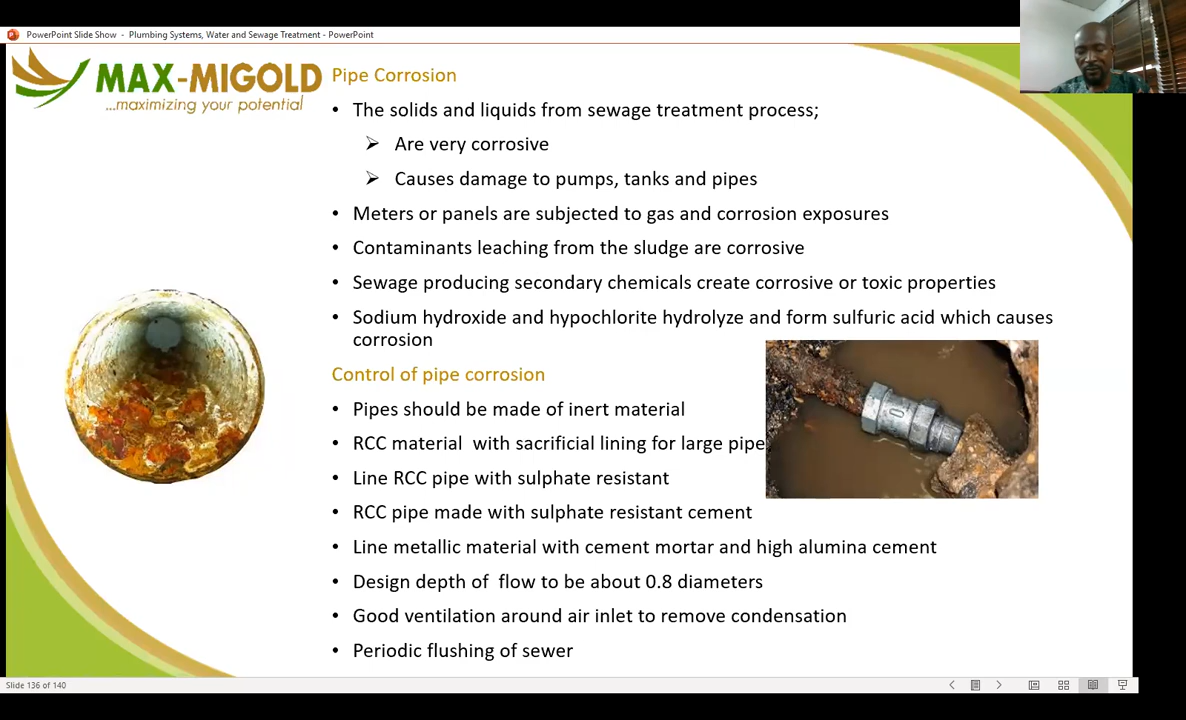 PowerPoint Slide Show - Plumbing Systems, Water and Sewage Treatment - PowerPoint
MAX-MIGOLD
...maximizing your potential
Pipe Corrosion
• The solids and liquids from sewage treatment process;
➢ Are very corrosive
➢ Causes damage to pumps, tanks and pipes
• Meters or panels are subjected to gas and corrosion exposures
• Contaminants leaching from the sludge are corrosive
• Sewage producing secondary chemicals create corrosive or toxic properties
• Sodium hydroxide and hypochlorite hydrolyze and form sulfuric acid which causes
corrosion
Control of pipe corrosion
• Pipes should be made of inert material
• RCC material with sacrificial lining for large pipe
• Line RCC pipe with sulphate resistant
• RCC pipe made with sulphate resistant cement
• Line metallic material with cement mortar and high alumina cement
• Design depth of flow to be about 0.8 diameters
• Good ventilation around air inlet to remove condensation
• Periodic flushing of sewer
Slide 136 of 140